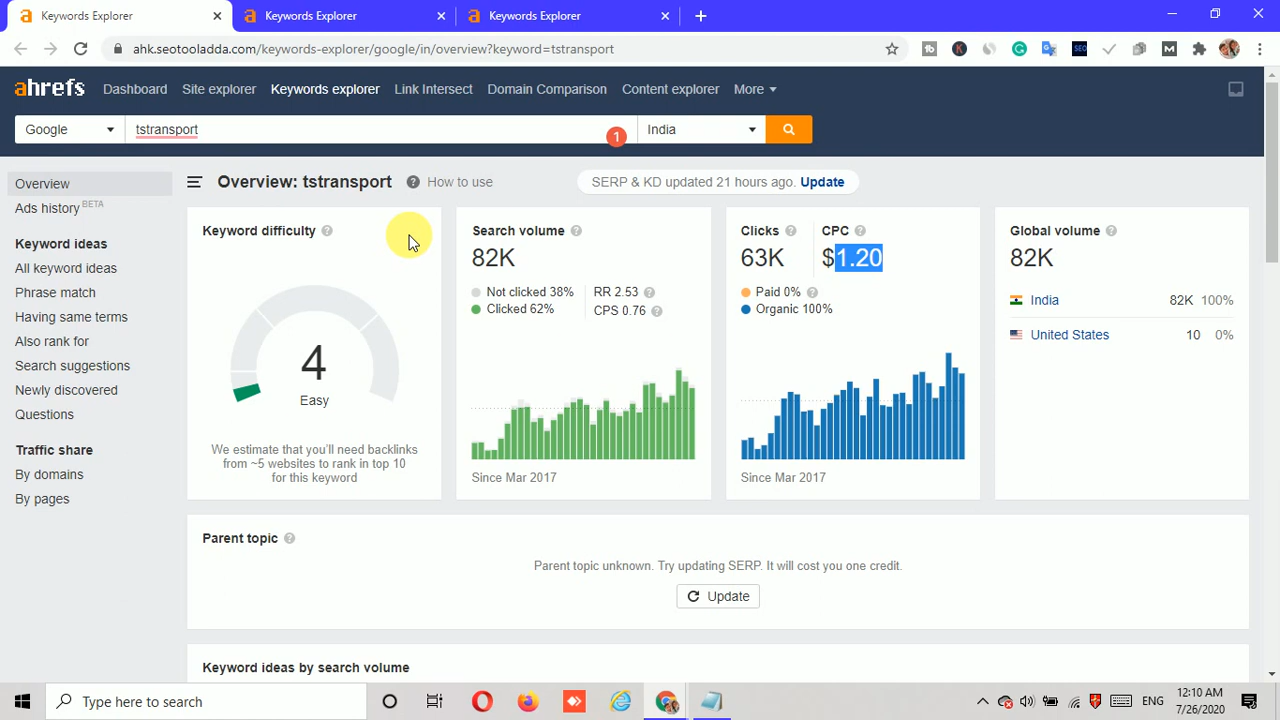 Keywords Explorer
Keywords Explorer
Keywords Explorer
ahk.seotooladda.com/keywords-explorer/google/in/overview?keyword=tstransport
ahrefs Dashboard Site explorer Keywords explorer Link Intersect Domain Comparison Content explorer More
Google tstransport 1 India
Overview
Ads history BETA
Keyword ideas
All keyword ideas
Phrase match
Having same terms
Also rank for
Search suggestions
Newly discovered
Questions
Traffic share
By domains
By pages
Overview: tstransport ? How to use
SERP & KD updated 21 hours ago. Update
Keyword difficulty ?
4
Easy
We estimate that you'll need backlinks
from ~5 websites to rank in top 10
for this keyword
Search volume ?
82K
Not clicked 38% RR 2.53 ?
Clicked 62% CPS 0.76 ?
Since Mar 2017
Clicks ? CPC ?
63K $1.20
Paid 0% ?
Organic 100%
Since Mar 2017
Global volume ?
82K
India 82K 100%
United States 10 0%
Parent topic ?
Parent topic unknown. Try updating SERP. It will cost you one credit.
Update
Keyword ideas by search volume
Type here to search
ENG
12:10 AM
7/26/2020